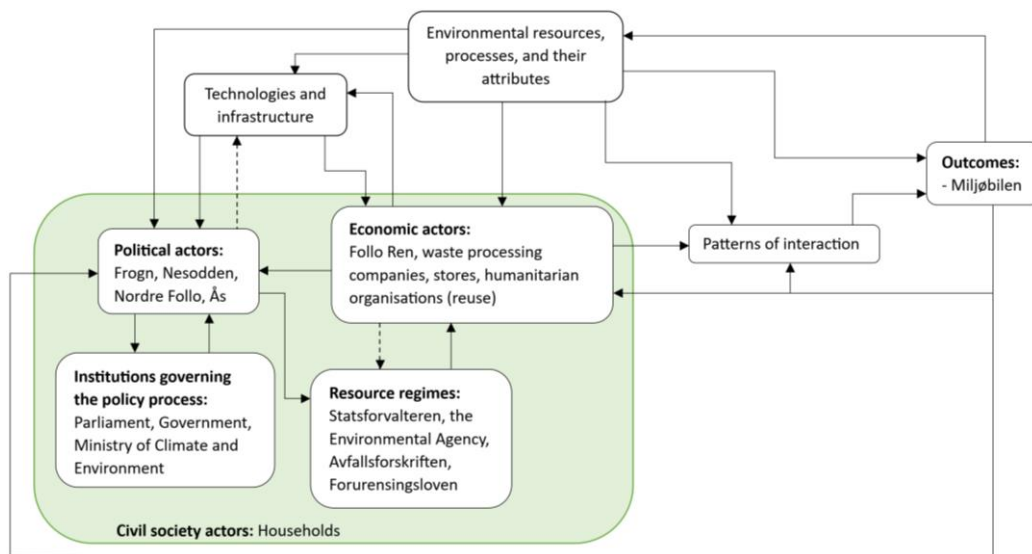 Environmental resources,
processes, and their
attributes
Technologies and
infrastructure
Outcomes:
- Miljøbilen
Political actors:
Frogn, Nesodden,
Nordre Follo, Ås
Economic actors:
Follo Ren, waste processing
companies, stores, humanitarian
organisations (reuse)
Patterns of interaction
Institutions governing
the policy process:
Parliament, Government,
Ministry of Climate and
Environment
Resource regimes:
Statsforvalteren, the
Environmental Agency,
Avfallsforskriften,
Forurensingsloven
Civil society actors: Households